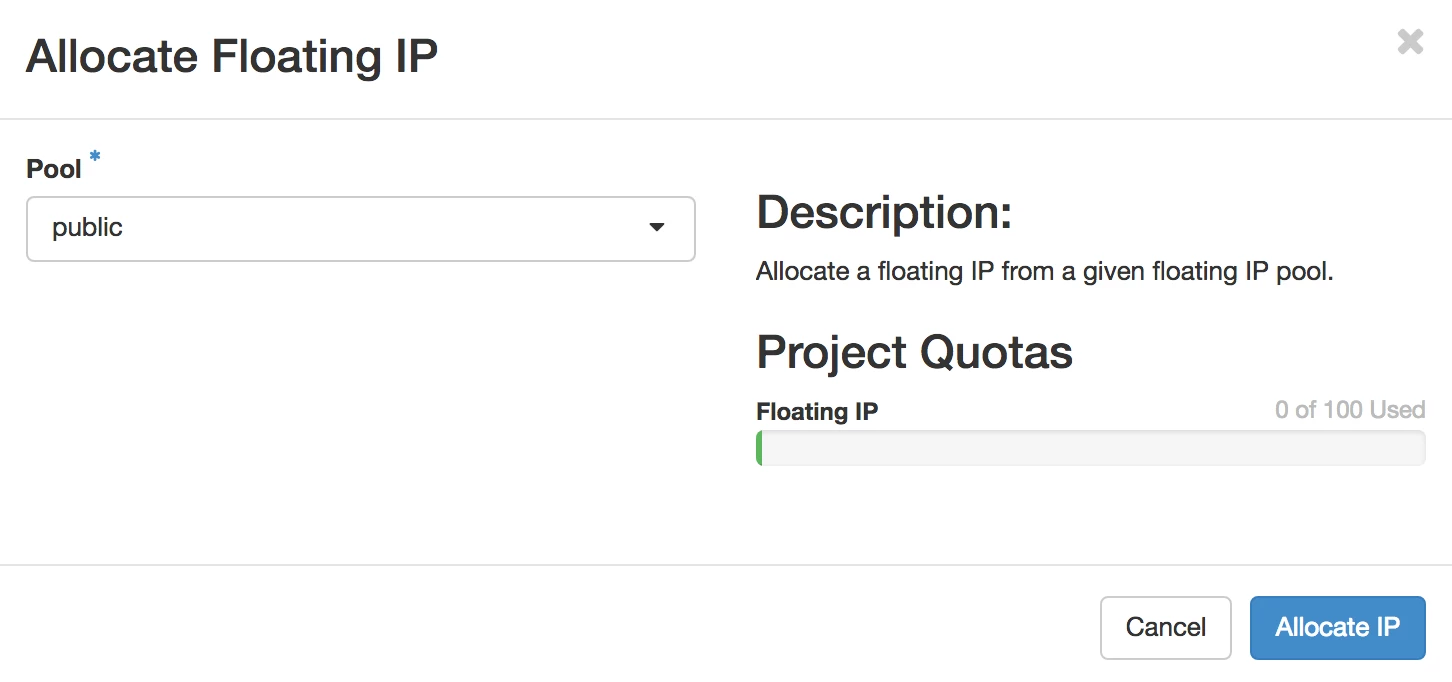 Allocate Floating IP
Pool *
public
Description:
Allocate a floating IP from a given floating IP pool.
Project Quotas
Floating IP 0 of 100 Used
Cancel Allocate IP